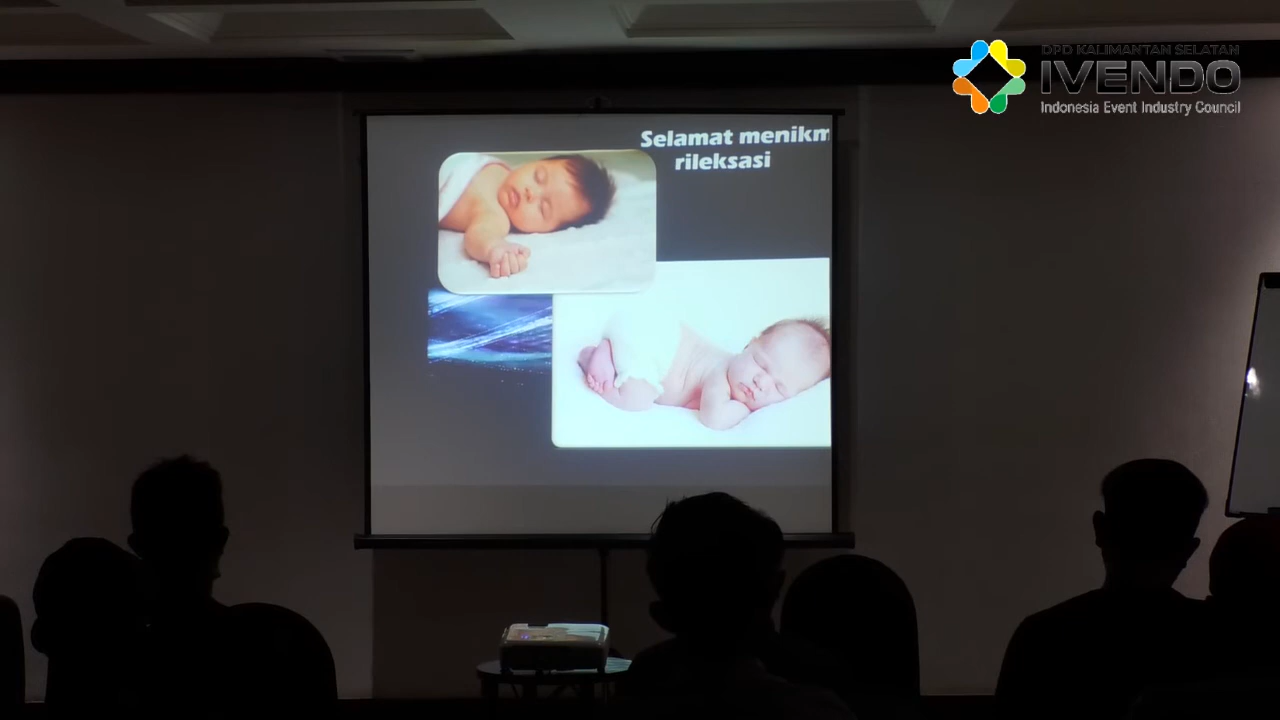 DPD KALIMANTAN SELATAN
IVENDO
Indonesia Event Industry Council
Selamat menikm
rileksasi